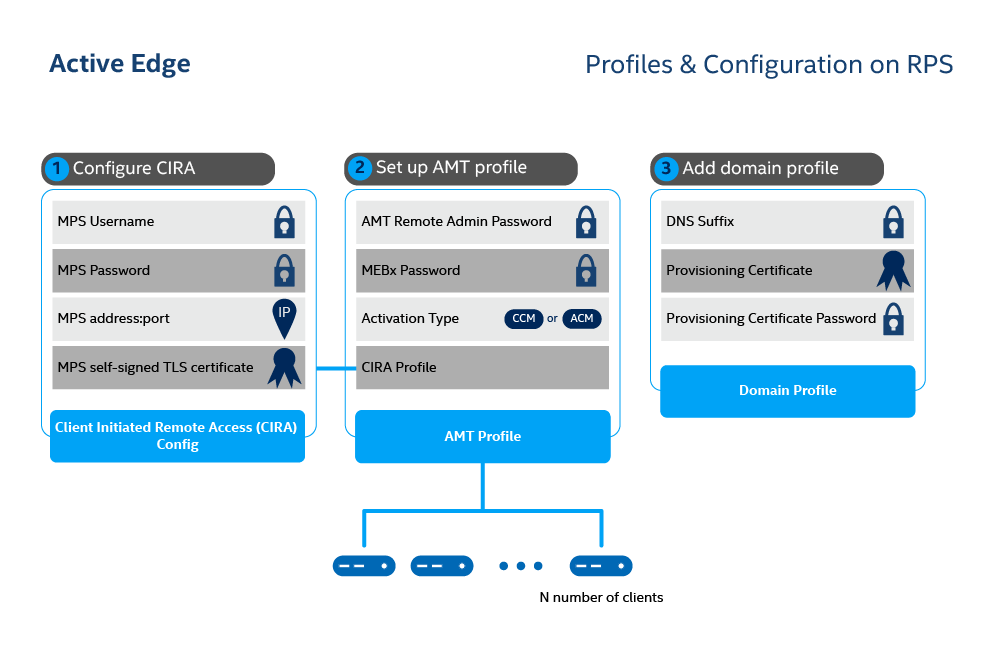 Active Edge
Profiles & Configuration on RPS
1 Configure CIRA
MPS Username
MPS Password
MPS address:port
IP
MPS self-signed TLS certificate
Client Initiated Remote Access (CIRA)
Config
2 Set up AMT profile
AMT Remote Admin Password
MEBx Password
Activation Type CCM or ACM
CIRA Profile
AMT Profile
3 Add domain profile
DNS Suffix
Provisioning Certificate
Provisioning Certificate Password
Domain Profile
N number of clients